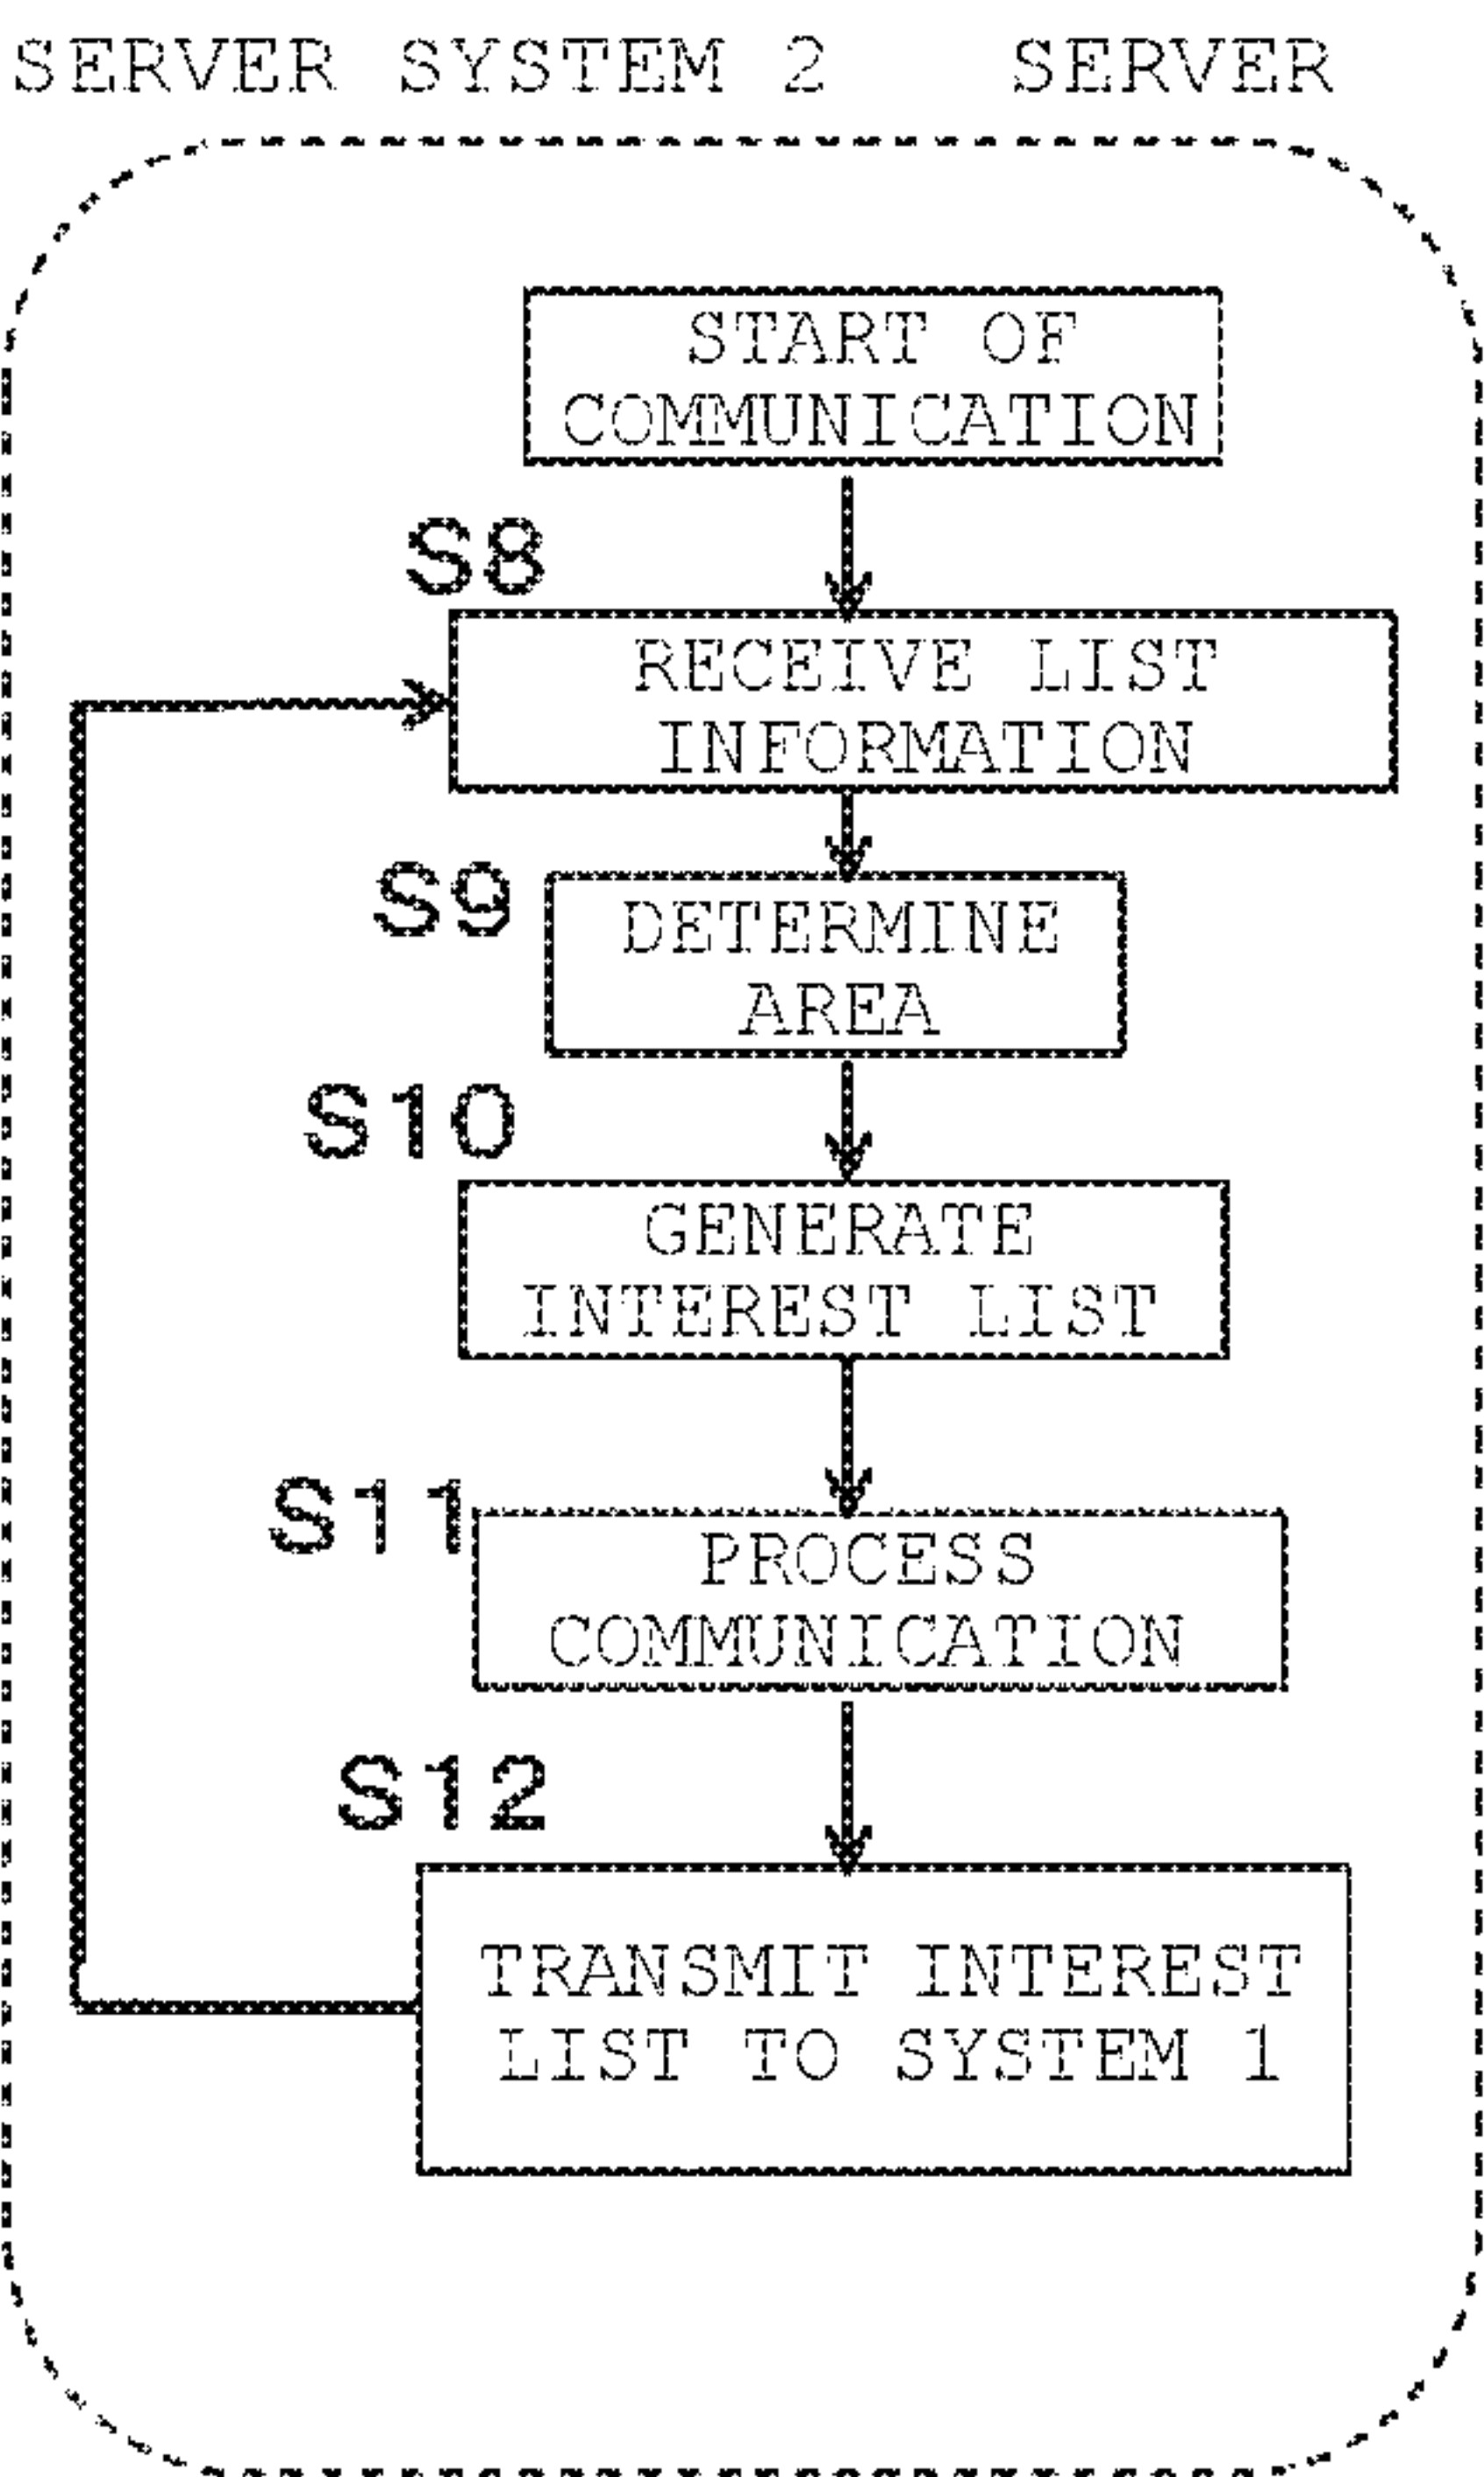 SERVER SYSTEM 2 SERVER
START OF
COMMUNICATION
S8
RECEIVE LIST
INFORMATION
S9
DETERMINE
AREA
S10
GENERATE
INTEREST LIST
S11
PROCESS
COMMUNICATION
S12
TRANSMIT INTEREST
LIST TO SYSTEM 1